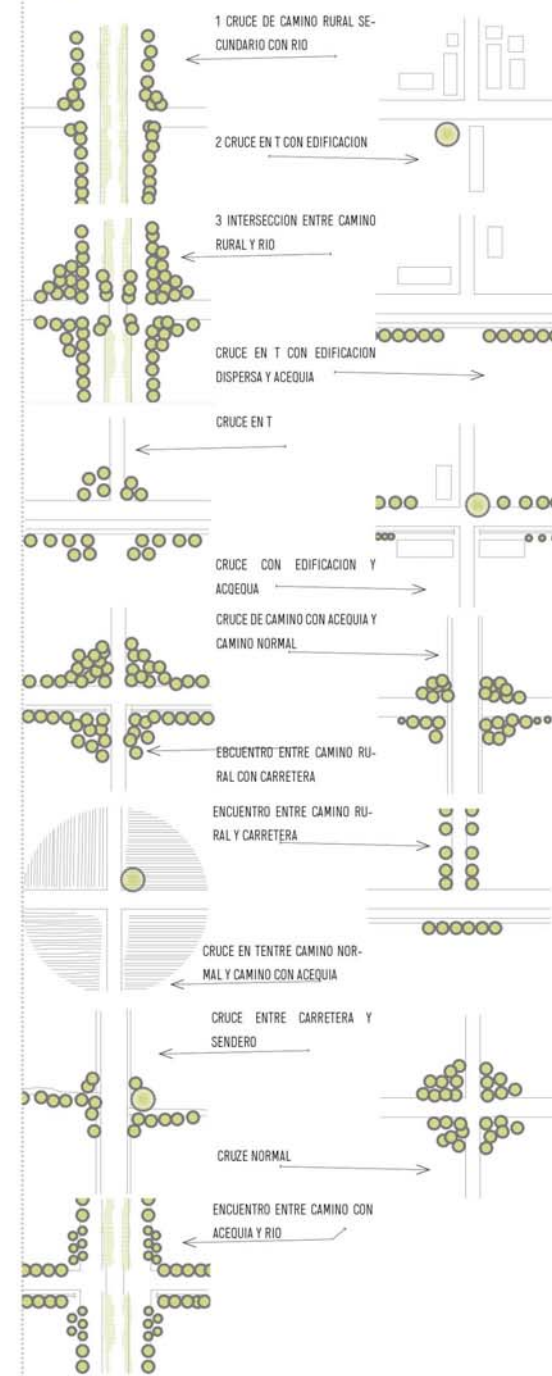 1 CRUCE DE CAMINO RURAL SE-
CUNDARIO CON RIO
2 CRUCE EN T CON EDIFICACION
3 INTERSECCION ENTRE CAMINO
RURAL Y RIO
CRUCE EN T CON EDIFICACION
DISPERSA Y ACEQUIA
CRUCE EN T
CRUCE CON EDIFICACION Y
ACQEQUA
CRUCE DE CAMINO CON ACEQUIA Y
CAMINO NORMAL
EBCUENTRO ENTRE CAMINO RU-
RAL CON CARRETERA
ENCUENTRO ENTRE CAMINO RU-
RAL Y CARRETERA
CRUCE EN TENTRE CAMINO NOR-
MAL Y CAMINO CON ACEQUIA
CRUCE ENTRE CARRETERA Y
SENDERO
CRUZE NORMAL
ENCUENTRO ENTRE CAMINO CON
ACEQUIA Y RIO